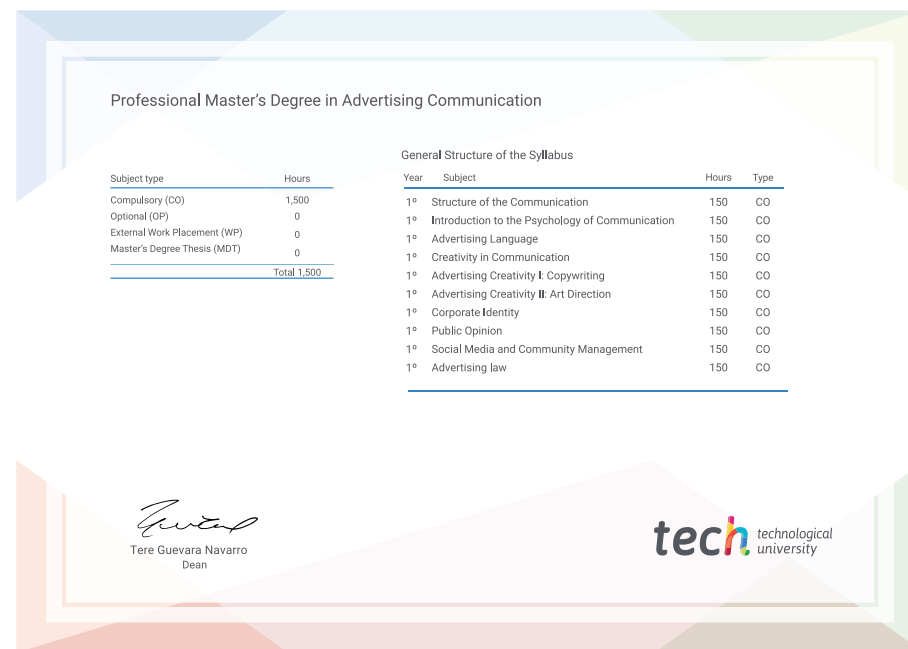 Professional Master's Degree in Advertising Communication
Subject type Hours
Compulsory (CO) 1,500
Optional (OP) 0
External Work Placement (WP) 0
Master's Degree Thesis (MDT) 0
Total 1,500
General Structure of the Syllabus
Year Subject Hours Type
1º Structure of the Communication 150 CO
1º Introduction to the Psychology of Communication 150 CO
1º Advertising Language 150 CO
1º Creativity in Communication 150 CO
1º Advertising Creativity I: Copywriting 150 CO
1º Advertising Creativity II: Art Direction 150 CO
1º Corporate Identity 150 CO
1º Public Opinion 150 CO
1º Social Media and Community Management 150 CO
1º Advertising law 150 CO
Tere Guevara Navarro
Dean
tech technological
university